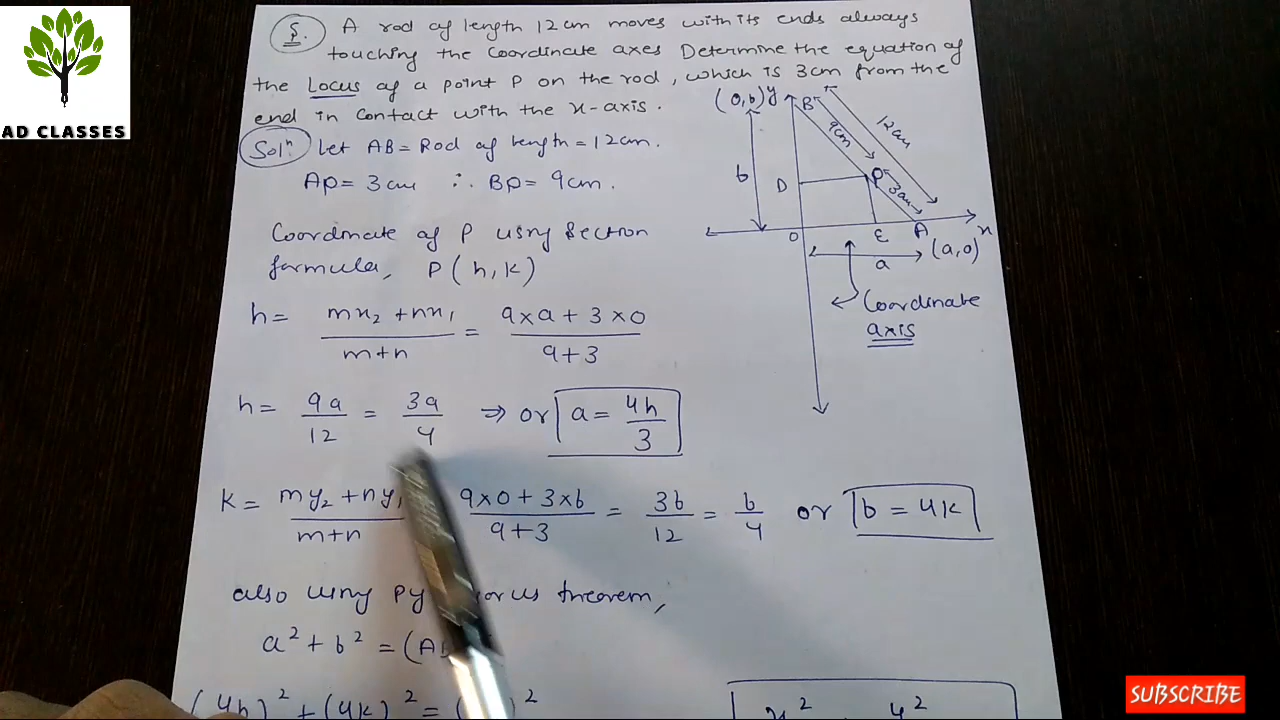 AD CLASSES
Q. A rod of length 12cm moves with its ends always
touching the coordinate axes Determine the equation of
the Locus of a point P on the rod, which is 3cm from the
end in contact with the x-axis.
Solⁿ. Let AB = Rod of length = 12cm.
AP = 3cm ∴ BP = 9cm.
Coordinate of P using section
formula, P(h, k)
h = mx₂ + nx₁ / m+n = 9×a + 3×0 / 9+3
h = 9a/12 = 3a/4 ⇒ or a = 4h/3
K = my₂ + ny₁ / m+n 9×0 + 3×b / 9+3 = 3b/12 = b/4 or b = 4k
also using theorem,
a² + b² = (AB
(4h)² + (4k)² = ( )²
x² y²
(0,b) y B
12cm
9cm
b
D
P
3cm
O E A x
a (a,0)
Coordinate
axis
SUBSCRIBE